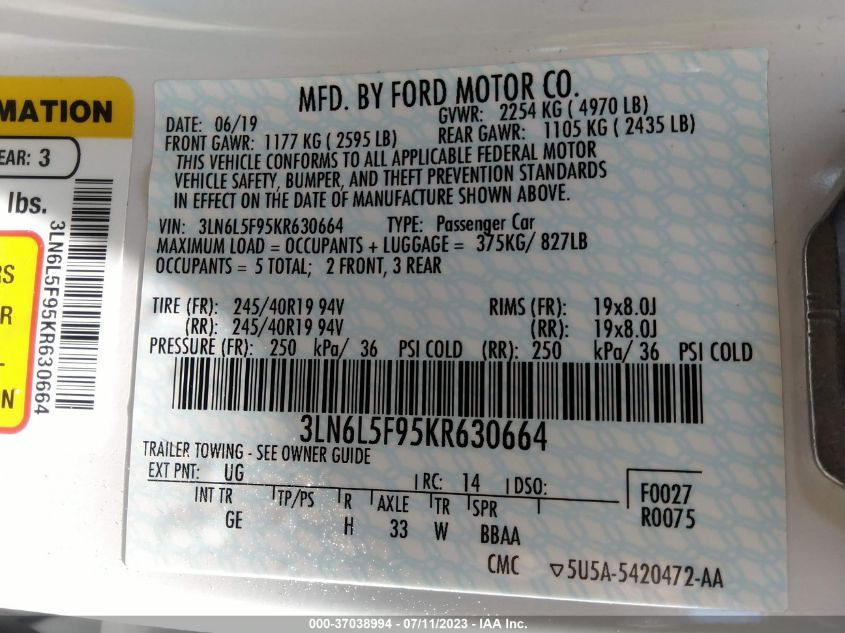 MATION
EAR: 3
lbs.
RS
R
N
3LN6L5F95KR630664
MFD. BY FORD MOTOR CO.
DATE: 06/19 GVWR: 2254 KG ( 4970 LB)
FRONT GAWR: 1177 KG ( 2595 LB) REAR GAWR: 1105 KG ( 2435 LB)
THIS VEHICLE CONFORMS TO ALL APPLICABLE FEDERAL MOTOR
VEHICLE SAFETY, BUMPER, AND THEFT PREVENTION STANDARDS
IN EFFECT ON THE DATE OF MANUFACTURE SHOWN ABOVE.
VIN: 3LN6L5F95KR630664 TYPE: Passenger Car
MAXIMUM LOAD = OCCUPANTS + LUGGAGE = 375KG/ 827LB
OCCUPANTS = 5 TOTAL; 2 FRONT, 3 REAR
TIRE (FR): 245/40R19 94V RIMS (FR): 19x8.0J
(RR): 245/40R19 94V (RR): 19x8.0J
PRESSURE (FR): 250 kPa/ 36 PSI COLD (RR): 250 kPa/ 36 PSI COLD
3LN6L5F95KR630664
TRAILER TOWING - SEE OWNER GUIDE
EXT PNT: UG RC: 14 DSO: F0027
INT TR TP/PS R AXLE TR SPR R0075
GE H 33 W BBAA
CMC ▽5U5A-5420472-AA
000-37038994 - 07/11/2023 - IAA Inc.